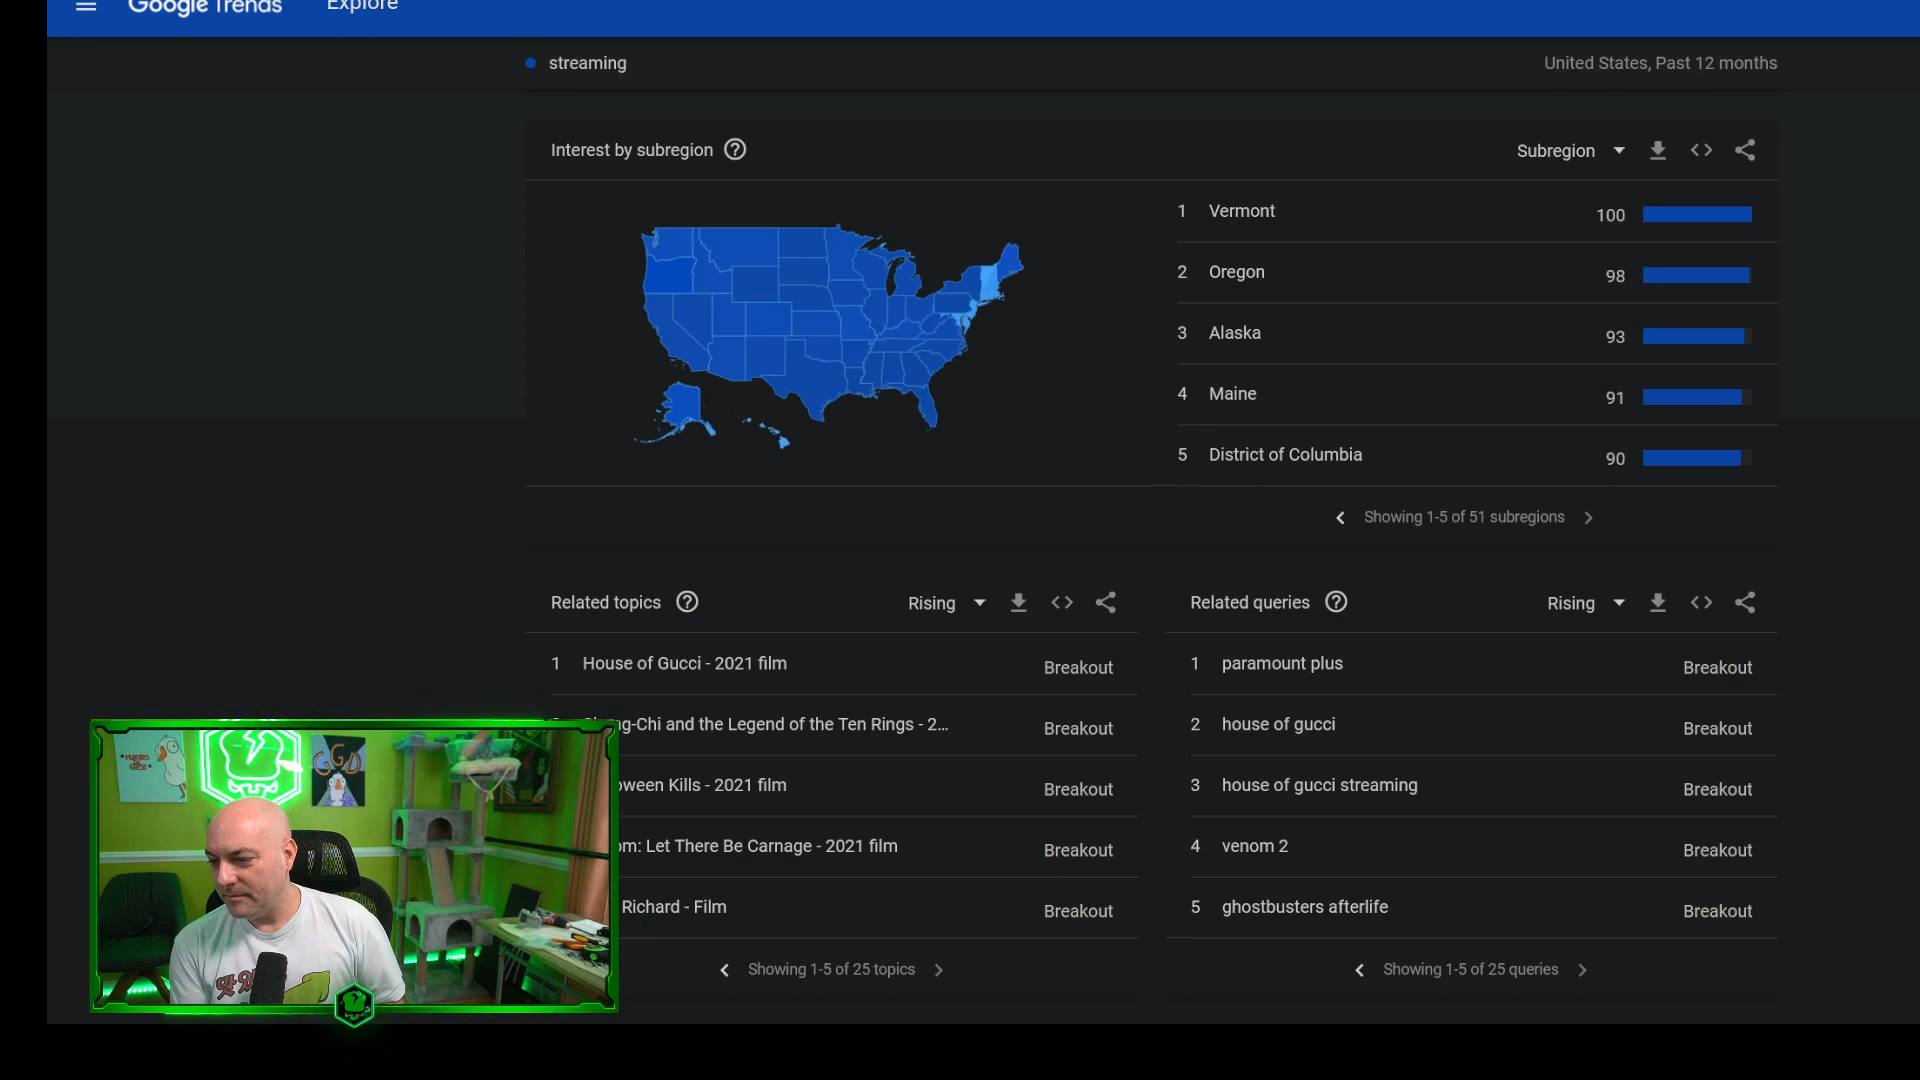 Google Trends
Explore
streaming
United States, Past 12 months
Interest by subregion
Subregion
1 Vermont 100
2 Oregon 98
3 Alaska 93
4 Maine 91
5 District of Columbia 90
Showing 1-5 of 51 subregions
Related topics
Rising
1 House of Gucci - 2021 film Breakout
ng-Chi and the Legend of the Ten Rings - 2... Breakout
ween Kills - 2021 film Breakout
om: Let There Be Carnage - 2021 film Breakout
Richard - Film Breakout
Showing 1-5 of 25 topics
Related queries
Rising
1 paramount plus Breakout
2 house of gucci Breakout
3 house of gucci streaming Breakout
4 venom 2 Breakout
5 ghostbusters afterlife Breakout
Showing 1-5 of 25 queries
GGD